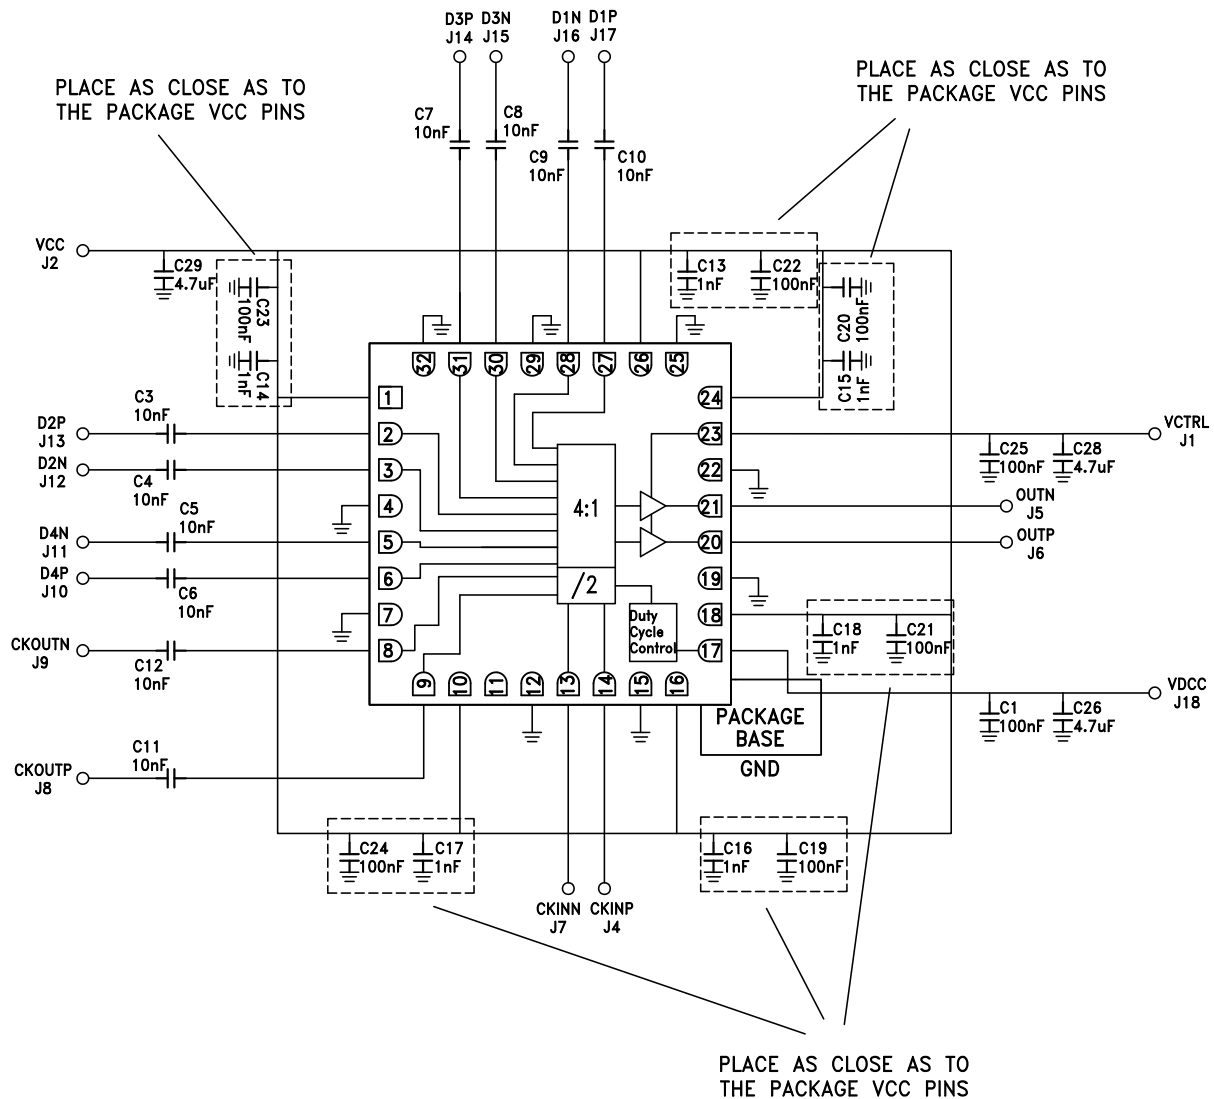 D3P D3N
J14 J15
D1N D1P
J16 J17
PLACE AS CLOSE AS TO
THE PACKAGE VCC PINS
PLACE AS CLOSE AS TO
THE PACKAGE VCC PINS
C7
10nF
C8
10nF
C9
10nF
C10
10nF
VCC
J2
C29
4.7uF
C23
100nF
C14
1nF
C13
1nF
C22
100nF
C20
100nF
C15
1nF
32
31
30
29
28
27
26
25
1
2
3
4
5
6
7
8
24
23
22
21
20
19
18
17
9
10
11
12
13
14
15
16
4:1
/2
Duty
Cycle
Control
C3
10nF
D2P
J13
D2N
J12
C4
10nF
C5
10nF
D4N
J11
D4P
J10
C6
10nF
CKOUTN
J9
C12
10nF
C11
10nF
CKOUTP
J8
VCTRL
J1
C25
100nF
C28
4.7uF
OUTN
J5
OUTP
J6
C18
1nF
C21
100nF
VDCC
J18
C1
100nF
C26
4.7uF
PACKAGE
BASE
GND
C24
100nF
C17
1nF
C16
1nF
C19
100nF
CKINN
J7
CKINP
J4
PLACE AS CLOSE AS TO
THE PACKAGE VCC PINS